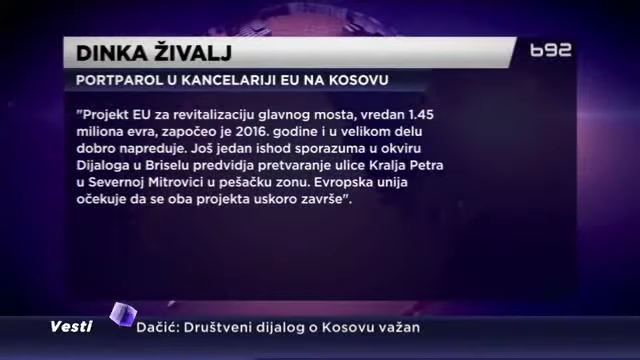 DINKA ŽIVALJ
b92
PORTPAROL U KANCELARIJI EU NA KOSOVU
"Projekt EU za revitalizaciju glavnog mosta, vredan 1.45
miliona evra, započeo je 2016. godine i u velikom delu
dobro napreduje. Još jedan ishod sporazuma u okviru
Dijaloga u Briselu predvidja pretvaranje ulice Kralja Petra
u Severnoj Mitrovici u pešačku zonu. Evropska unija
očekuje da se oba projekta uskoro završe".
Vesti
Dačić: Društveni dijalog o Kosovu važan